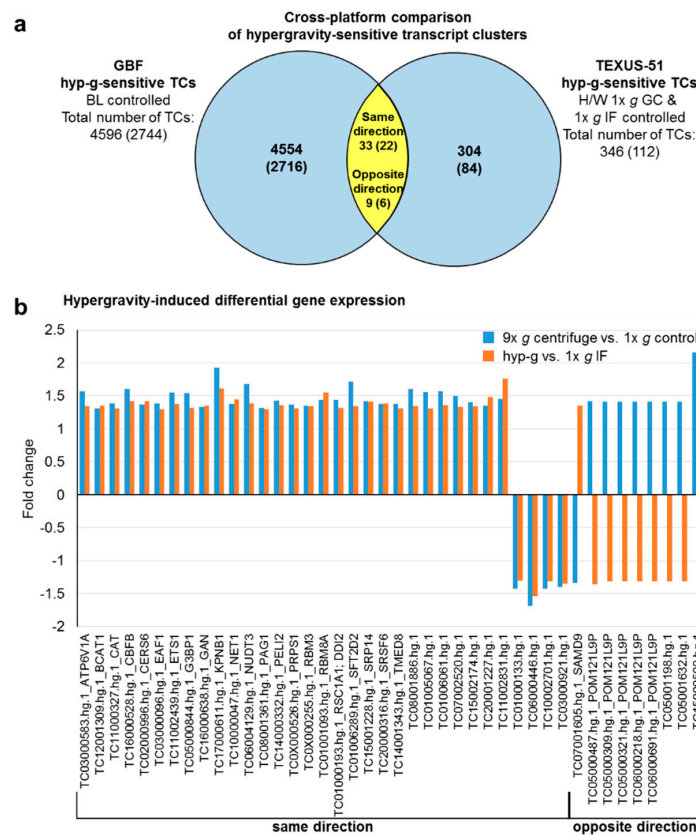 a
Cross-platform comparison
of hypergravity-sensitive transcript clusters
GBF
hyp-g-sensitive TCs
BL controlled
Total number of TCs:
4596 (2744)
4554
(2716)
Same
direction
33 (22)
Opposite
direction
9 (6)
304
(84)
TEXUS-51
hyp-g-sensitive TCs
H/W 1x g GC &
1x g IF controlled
Total number of TCs:
346 (112)
b
Hypergravity-induced differential gene expression
9x g centrifuge vs. 1x g control
hyp-g vs. 1x g IF
Fold change
2.5
2
1.5
1
0.5
0
-0.5
-1
-1.5
-2
TC03000583.hg.1_ATP6V1A
TC12001309.hg.1_BCAT1
TC11000327.hg.1_CAT
TC16000528.hg.1_CBFB
TC02000996.hg.1_CERS6
TC03000096.hg.1_EAF1
TC11002439.hg.1_ETS1
TC05000844.hg.1_G3BP1
TC16000638.hg.1_GAN
TC17000611.hg.1_KPNB1
TC10000047.hg.1_NET1
TC06004129.hg.1_NUDT3
TC08001361.hg.1_PAG1
TC14000332.hg.1_PELI2
TC0X000526.hg.1_PRPS1
TC0X000255.hg.1_RBM3
TC01001093.hg.1_RBM8A
TC01000193.hg.1_RSC1A1; DDI2
TC01006289.hg.1_SFT2D2
TC15001228.hg.1_SRP14
TC20000316.hg.1_SRSF6
TC14001343.hg.1_TMED8
TC08001886.hg.1
TC01005067.hg.1
TC01006061.hg.1
TC07002520.hg.1
TC15002174.hg.1
TC20001227.hg.1
TC11002831.hg.1
TC01000133.hg.1
TC06000446.hg.1
TC10002701.hg.1
TC03000921.hg.1
TC07001605.hg.1_SAMD9
TC05000487.hg.1_POM121L9P
TC05000309.hg.1_POM121L9P
TC05000321.hg.1_POM121L9P
TC06000218.hg.1_POM121L9P
TC06000691.hg.1_POM121L9P
TC05001198.hg.1
TC05001632.hg.1
same direction
opposite direction